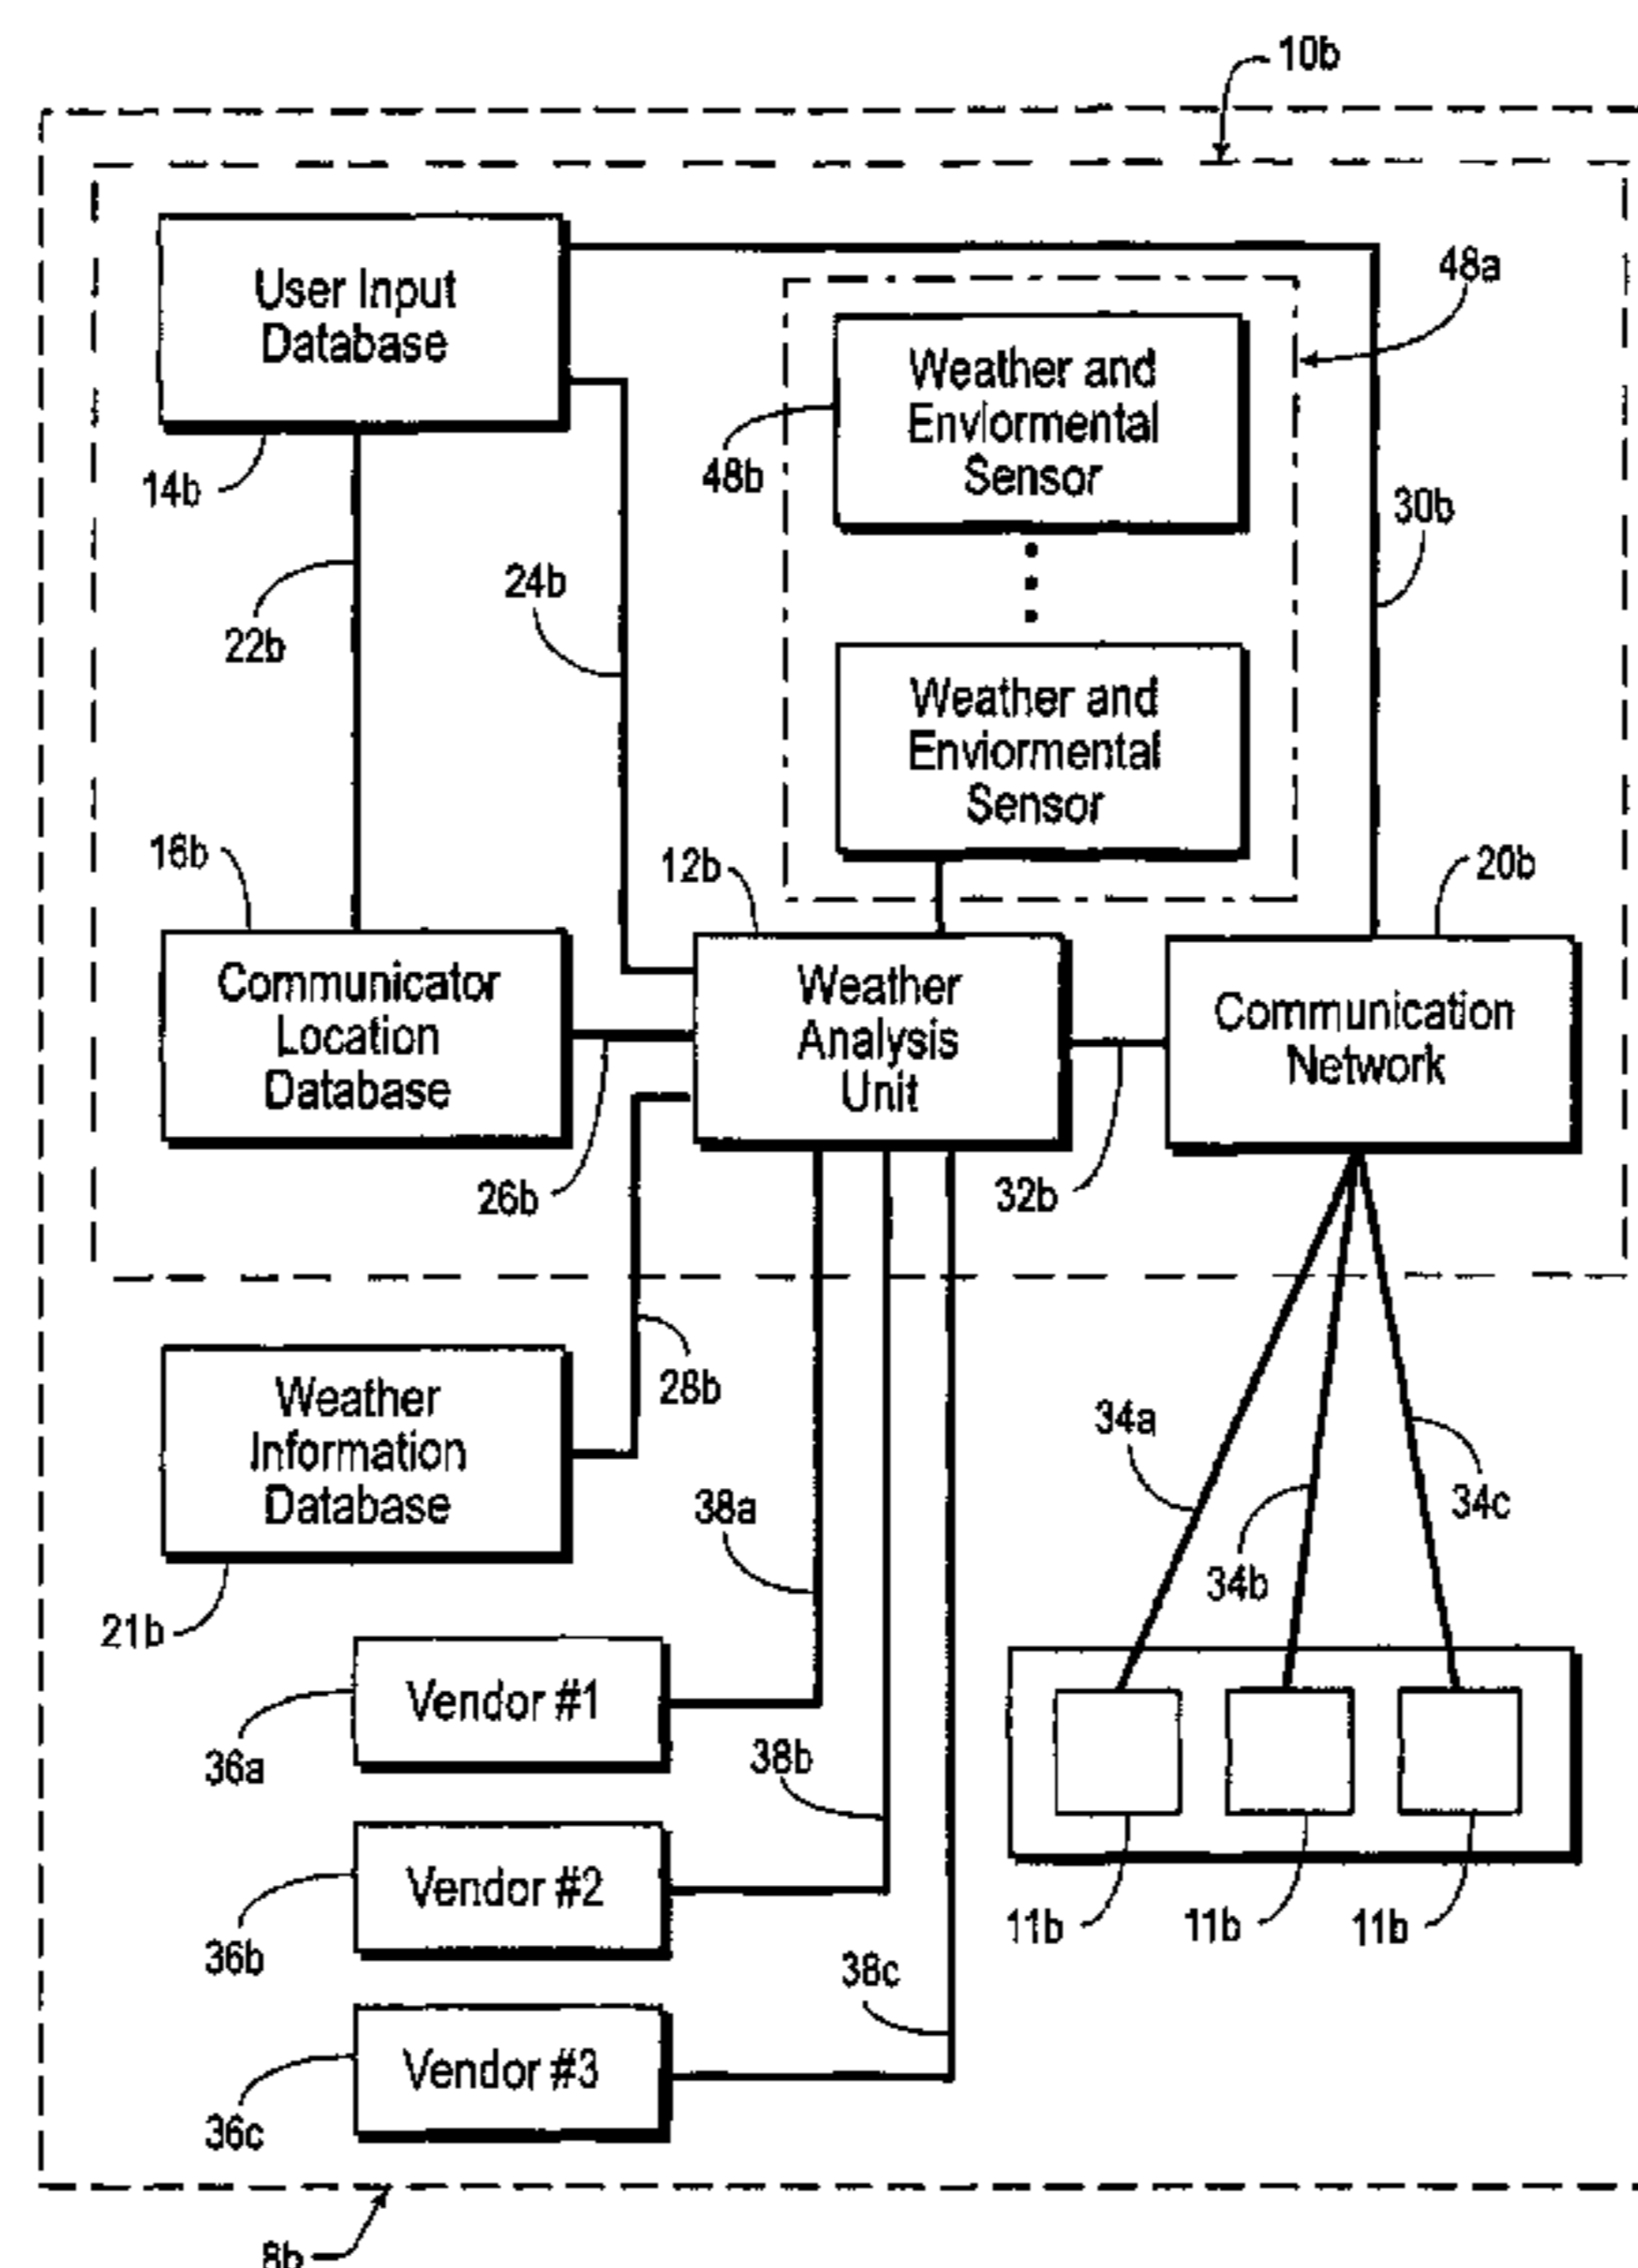 10b
User Input
Database
48a
Weather and
Enviormental
Sensor
48b
14b
30b
24b
22b
Weather and
Enviormental
Sensor
16b
12b
20b
Communicator
Location
Database
Weather
Analysis
Unit
Communication
Network
26b
32b
28b
Weather
Information
Database
34a
34c
38a
34b
21b
Vendor #1
36a
38b
Vendor #2
11b
11b
11b
36b
38c
Vendor #3
36c
8b